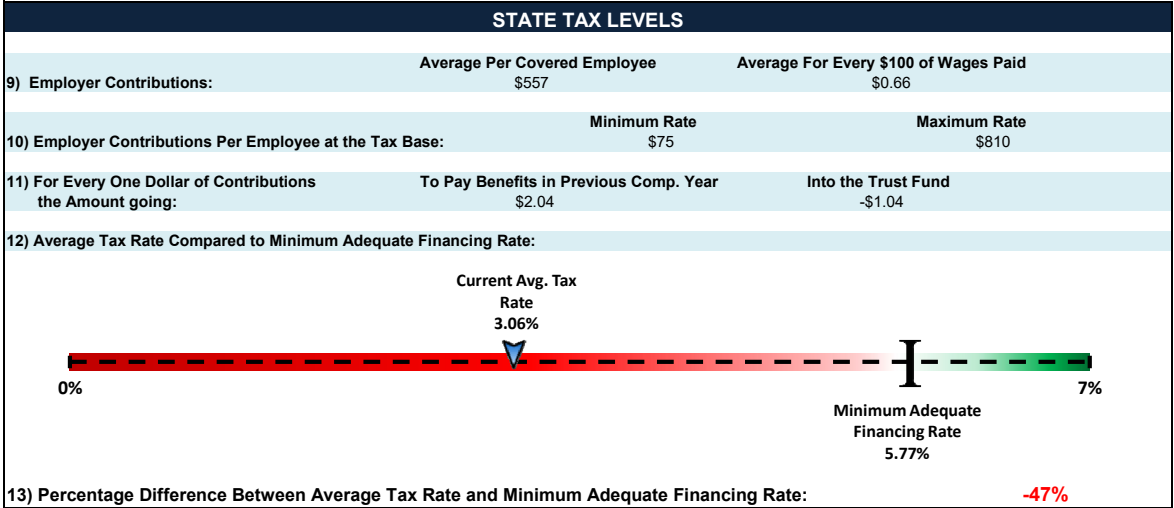 STATE TAX LEVELS
Average Per Covered Employee Average For Every $100 of Wages Paid
9) Employer Contributions: $557 $0.66
Minimum Rate Maximum Rate
10) Employer Contributions Per Employee at the Tax Base: $75 $810
11) For Every One Dollar of Contributions To Pay Benefits in Previous Comp. Year Into the Trust Fund
the Amount going: $2.04 -$1.04
12) Average Tax Rate Compared to Minimum Adequate Financing Rate:
Current Avg. Tax
Rate
3.06%
0% 7%
Minimum Adequate
Financing Rate
5.77%
13) Percentage Difference Between Average Tax Rate and Minimum Adequate Financing Rate: -47%